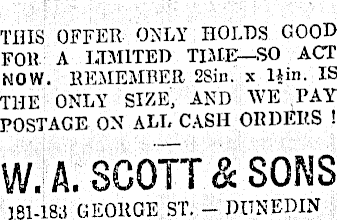 THIS OFFER ONLY HOLDS GOOD
FOR A LIMITED TIME—SO ACT
NOW. REMEMBER 28in. x 1½in. IS
THE ONLY SIZE, AND WE PAY
POSTAGE ON ALL CASH ORDERS !
W. A. SCOTT & SONS
181-183 GEORGE ST. – DUNEDIN